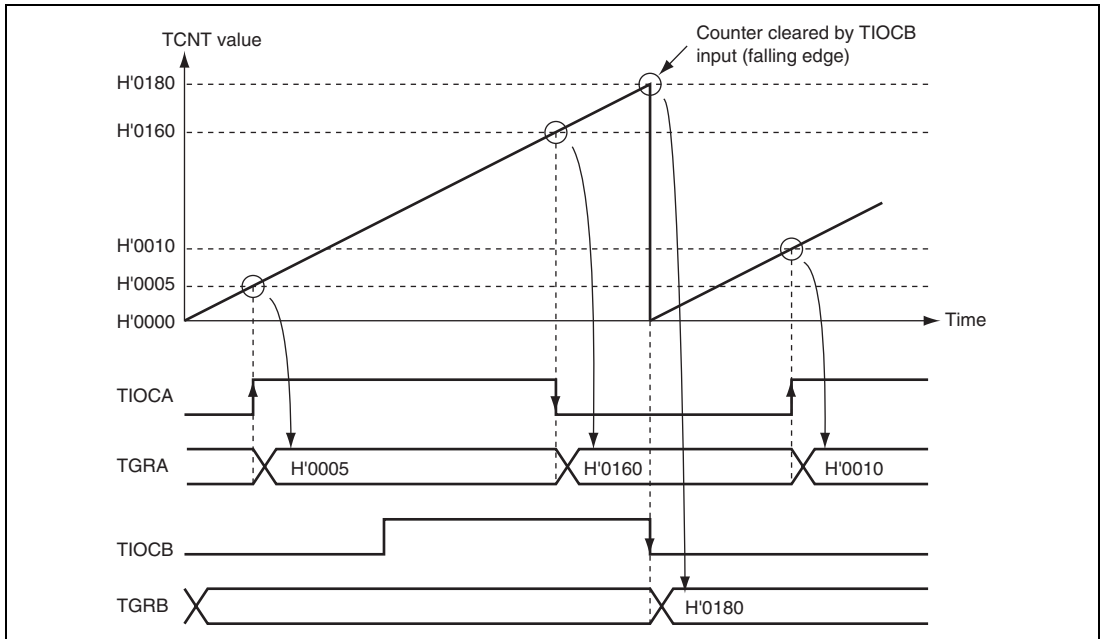 TCNT value
Counter cleared by TIOCB
input (falling edge)
H'0180
H'0160
H'0010
H'0005
H'0000
Time
TIOCA
TGRA
H'0005
H'0160
H'0010
TIOCB
TGRB
H'0180